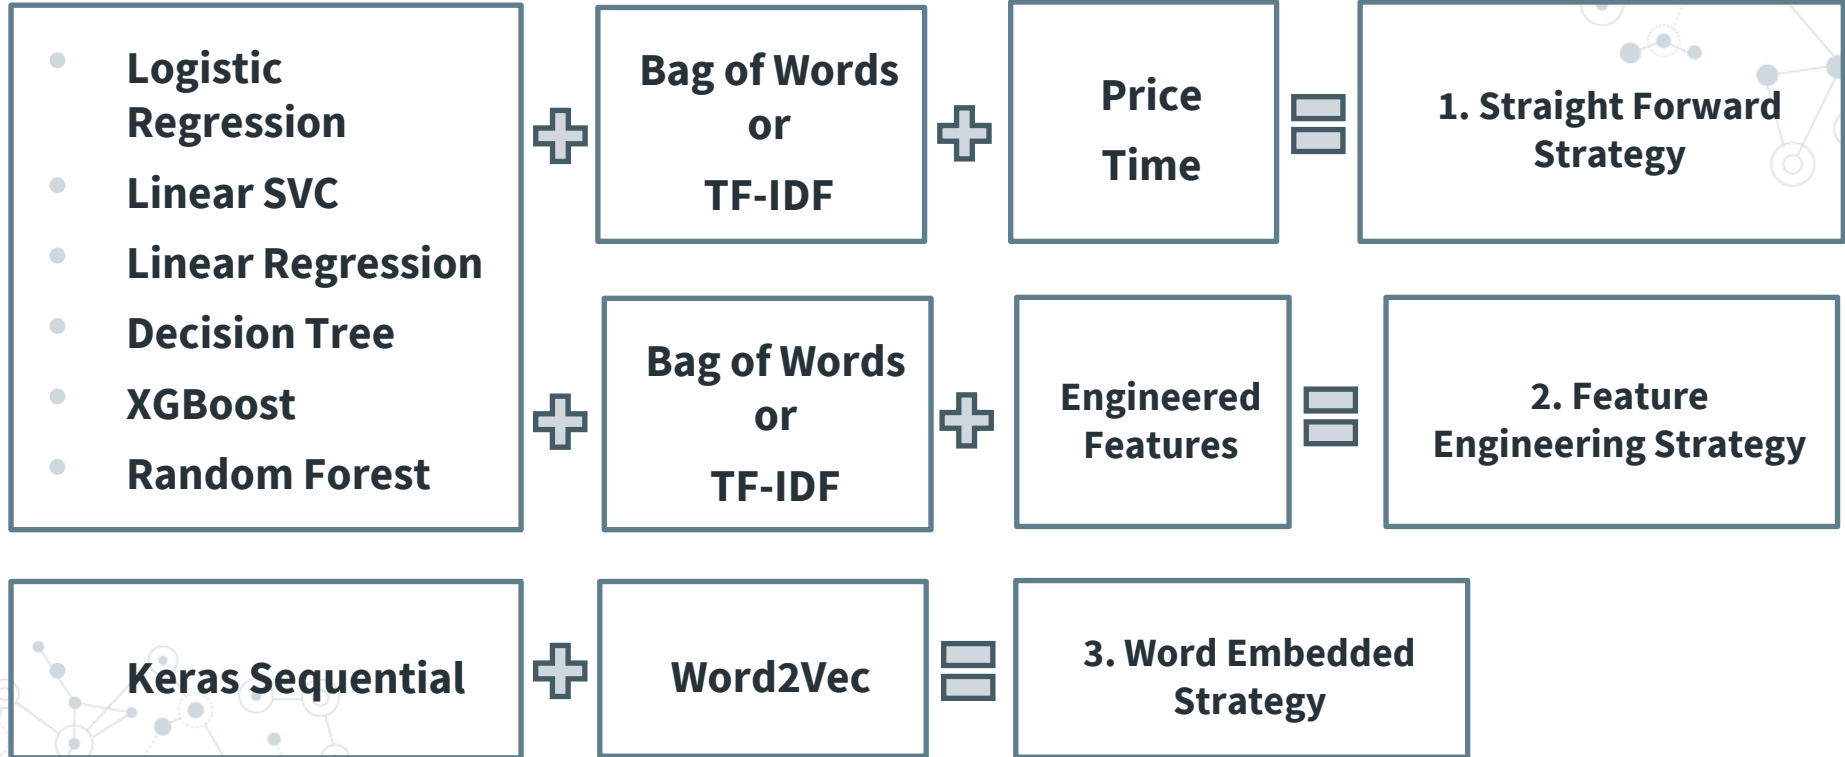 Logistic
Regression
Linear SVC
Linear Regression
Decision Tree
XGBoost
Random Forest
Bag of Words
or
TF-IDF
Price
Time
1. Straight Forward
Strategy
Bag of Words
or
TF-IDF
Engineered
Features
2. Feature
Engineering Strategy
Keras Sequential
Word2Vec
3. Word Embedded
Strategy